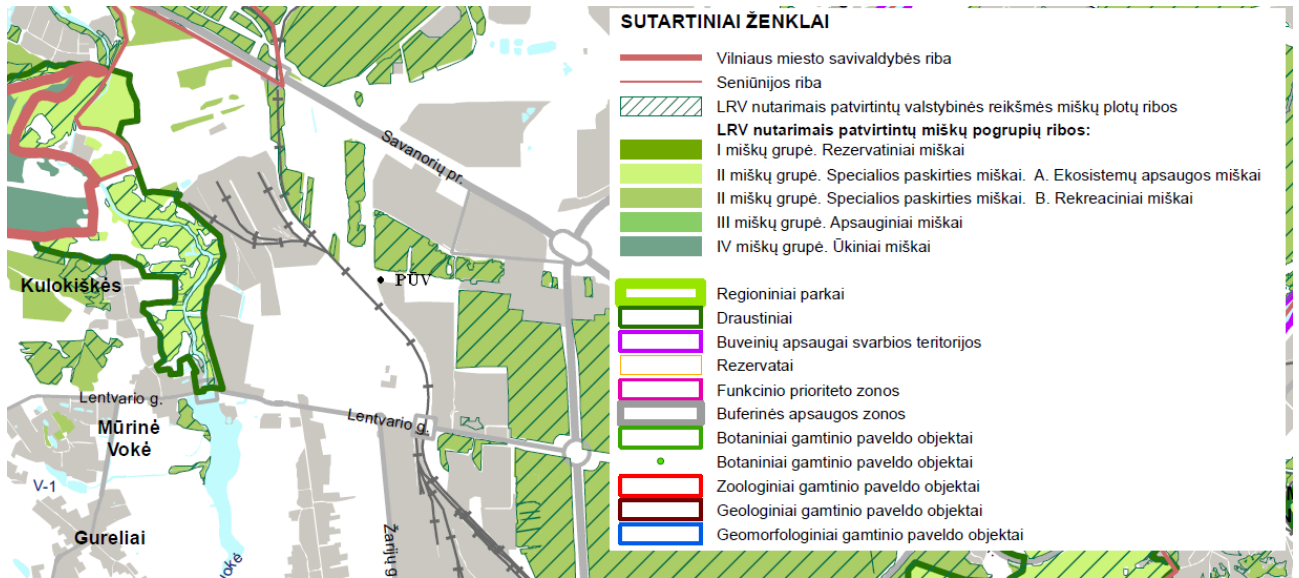 Savanorių pr.
PŪV
Kulokiškės
Lentvario g.
Lentvario g.
Mūrinė
Vokė
V-1
Gureliai
Žarijų g
okė
SUTARTINIAI ŽENKLAI
Vilniaus miesto savivaldybės riba
Seniūnijos riba
LRV nutarimais patvirtintų valstybinės reikšmės miškų plotų ribos
LRV nutarimais patvirtintų miškų pogrupių ribos:
I miškų grupė. Rezervatiniai miškai
II miškų grupė. Specialios paskirties miškai. A. Ekosistemų apsaugos miškai
II miškų grupė. Specialios paskirties miškai. B. Rekreaciniai miškai
III miškų grupė. Apsauginiai miškai
IV miškų grupė. Ūkiniai miškai
Regioniniai parkai
Draustiniai
Buveinių apsaugai svarbios teritorijos
Rezervatai
Funkcinio prioriteto zonos
Buferinės apsaugos zonos
Botaniniai gamtinio paveldo objektai
Botaniniai gamtinio paveldo objektai
Zoologiniai gamtinio paveldo objektai
Geologiniai gamtinio paveldo objektai
Geomorfologiniai gamtinio paveldo objektai